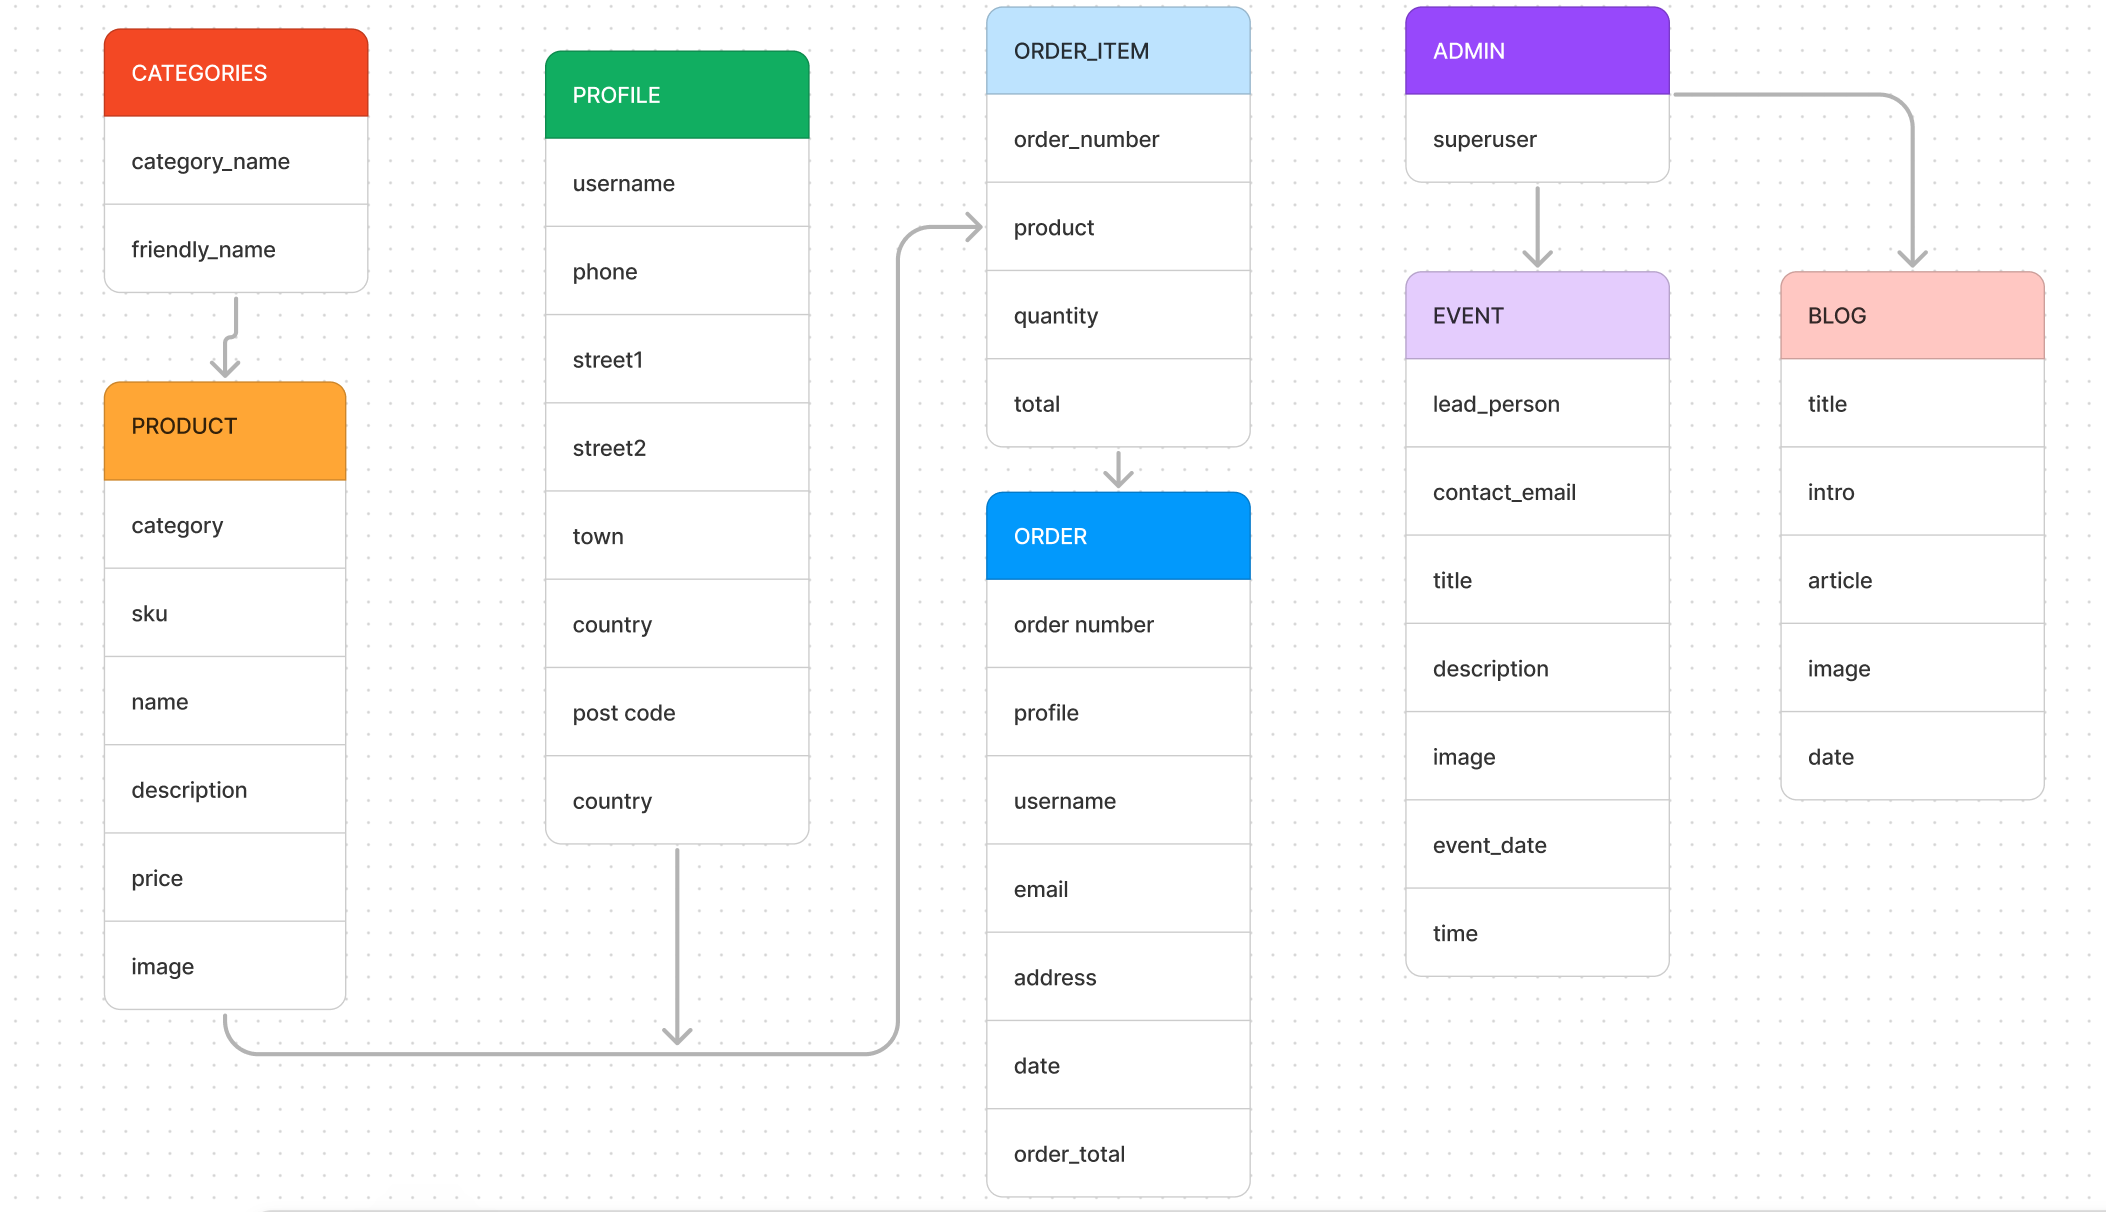 CATEGORIES
category_name
friendly_name
PRODUCT
category
sku
name
description
price
image
PROFILE
username
phone
street1
street2
town
country
post code
country
ORDER_ITEM
order_number
product
quantity
total
ORDER
order number
profile
username
email
address
date
order_total
ADMIN
superuser
EVENT
lead_person
contact_email
title
description
image
event_date
time
BLOG
title
intro
article
image
date